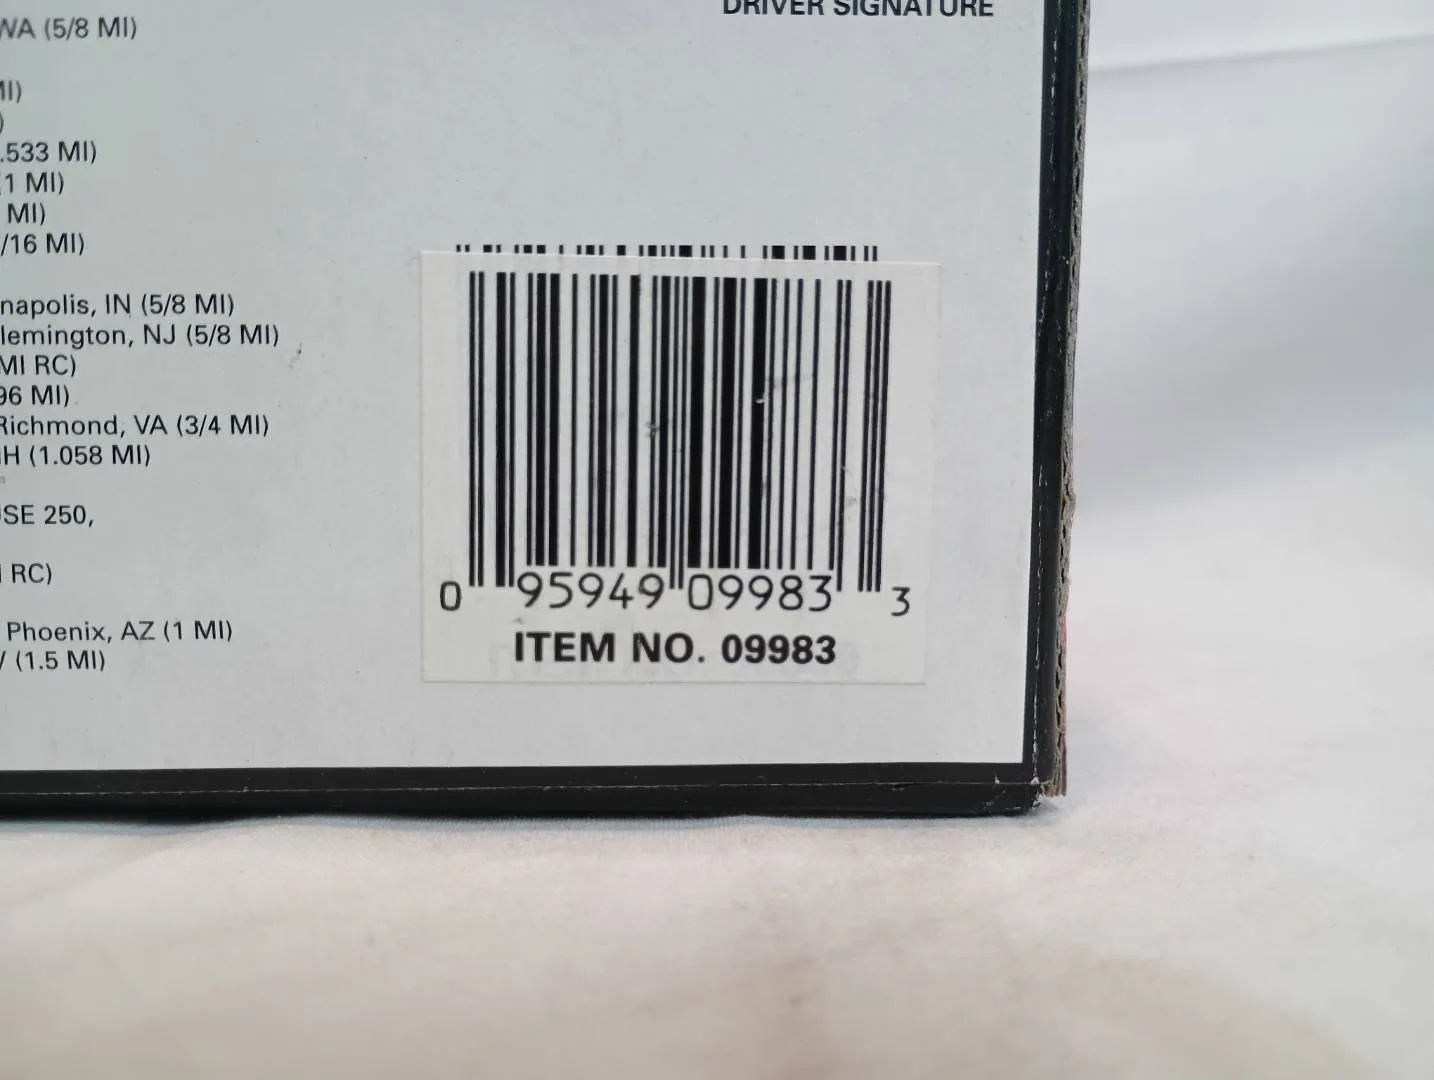 DRIVER SIGNATURE
WA (5/8 MI)
MI)
)
.533 MI)
(1 MI)
MI)
/16 MI)
napolis, IN (5/8 MI)
lemington, NJ (5/8 MI)
MI RC)
96 MI)
Richmond, VA (3/4 MI)
H (1.058 MI)
SE 250,
RC)
Phoenix, AZ (1 MI)
(1.5 MI)
0 95949 09983 3
ITEM NO. 09983